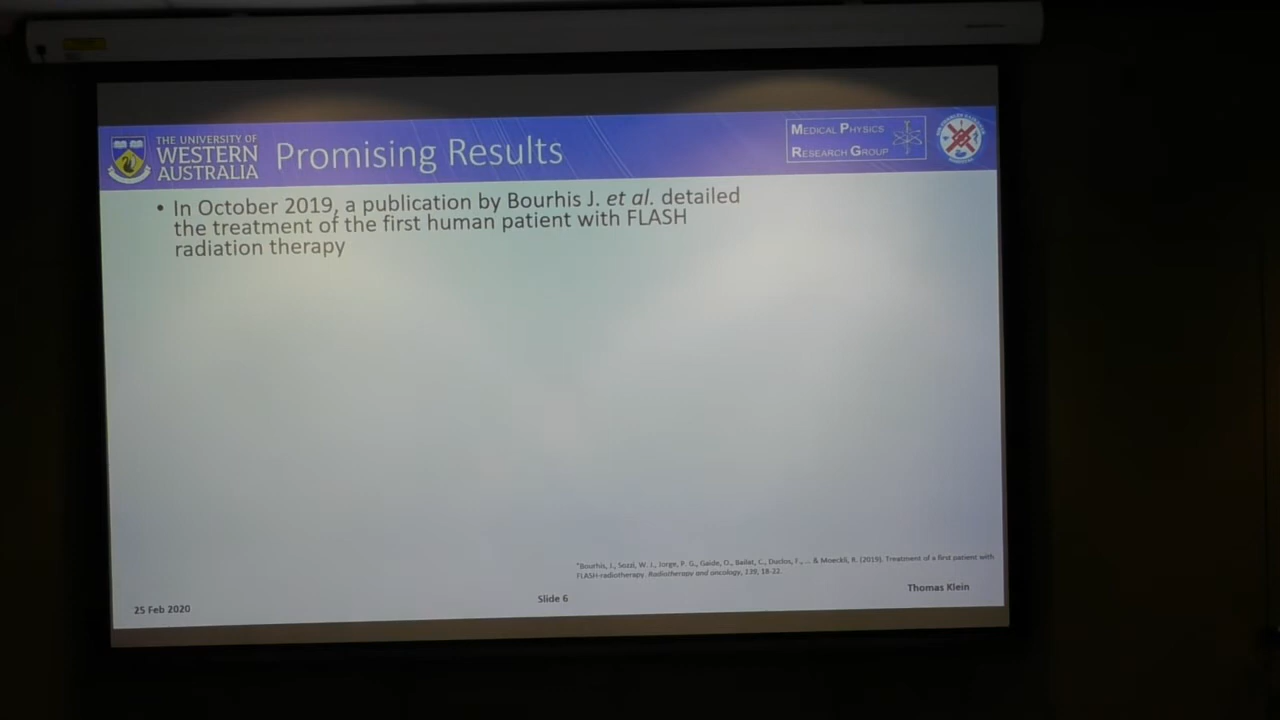 THE UNIVERSITY OF
WESTERN
AUSTRALIA
Promising Results
MEDICAL PHYSICS
RESEARCH GROUP
• In October 2019, a publication by Bourhis J. et al. detailed
the treatment of the first human patient with FLASH
radiation therapy
*Bourhis, J., Sozzi, W. J., Jorge, P. G., Gaide, O., Bailat, C., Duclos, F., ... & Moeckli, R. (2019). Treatment of a first patient with
FLASH-radiotherapy. Radiotherapy and oncology, 139, 18-22.
25 Feb 2020
Slide 6
Thomas Klein